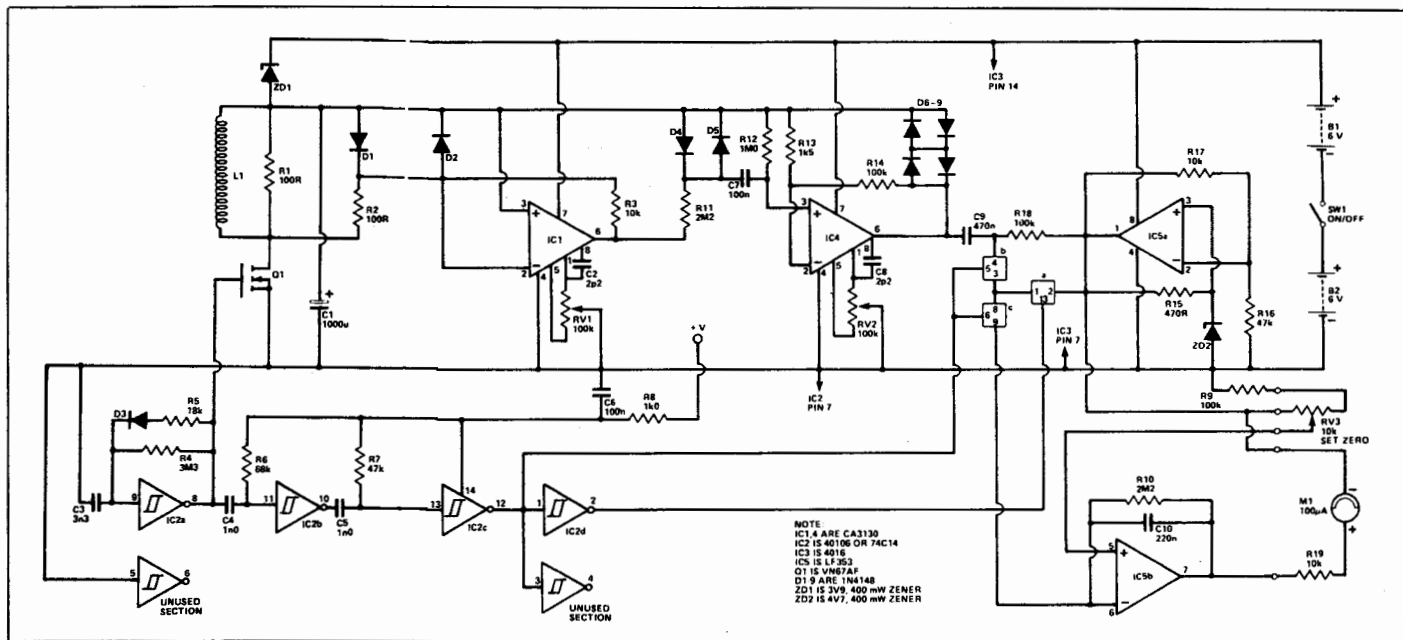 ZD1
L1
R1
100R
Q1
C1
1000u
+
D1
R2
100R
D2
3
+
7
IC1
2
−
4
5
1
8
6
C2
2p2
RV1
100k
R3
10k
R11
2M2
D4
D5
C7
100n
R12
1M0
R13
1k5
R14
100k
D6-9
3
+
7
IC4
2
−
4
5
1
8
6
C8
2p2
RV2
100k
IC2
PIN 7
IC3
PIN 14
C9
470n
R18
100k
b
5
4
3
c
6
8
9
a
1
2
13
R17
10k
8
3
+
IC5a
1
−
2
4
R15
470R
ZD2
R16
47k
IC3
PIN 7
+
B1
6 V
−
SW1
ON/OFF
+
B2
6 V
−
R9
100k
RV3
10k
SET ZERO
−
M1
100µA
+
R19
10k
R10
2M2
C10
220n
5
+
IC5b
7
−
6
+ V
C6
100n
R8
1k0
D3
R5
18k
R4
3M3
C3
3n3
9
8
IC2a
C4
1n0
R6
68k
11
10
IC2b
C5
1n0
R7
47k
13
14
12
IC2c
1
2
IC2d
3
4
UNUSED
SECTION
5
6
UNUSED
SECTION
NOTE
IC1,4 ARE CA3130
IC2 IS 40106 OR 74C14
IC3 IS 4016
IC5 IS LF353
Q1 IS VN67AF
D1 9 ARE 1N4148
ZD1 IS 3V9, 400 mW ZENER
ZD2 IS 4V7, 400 mW ZENER